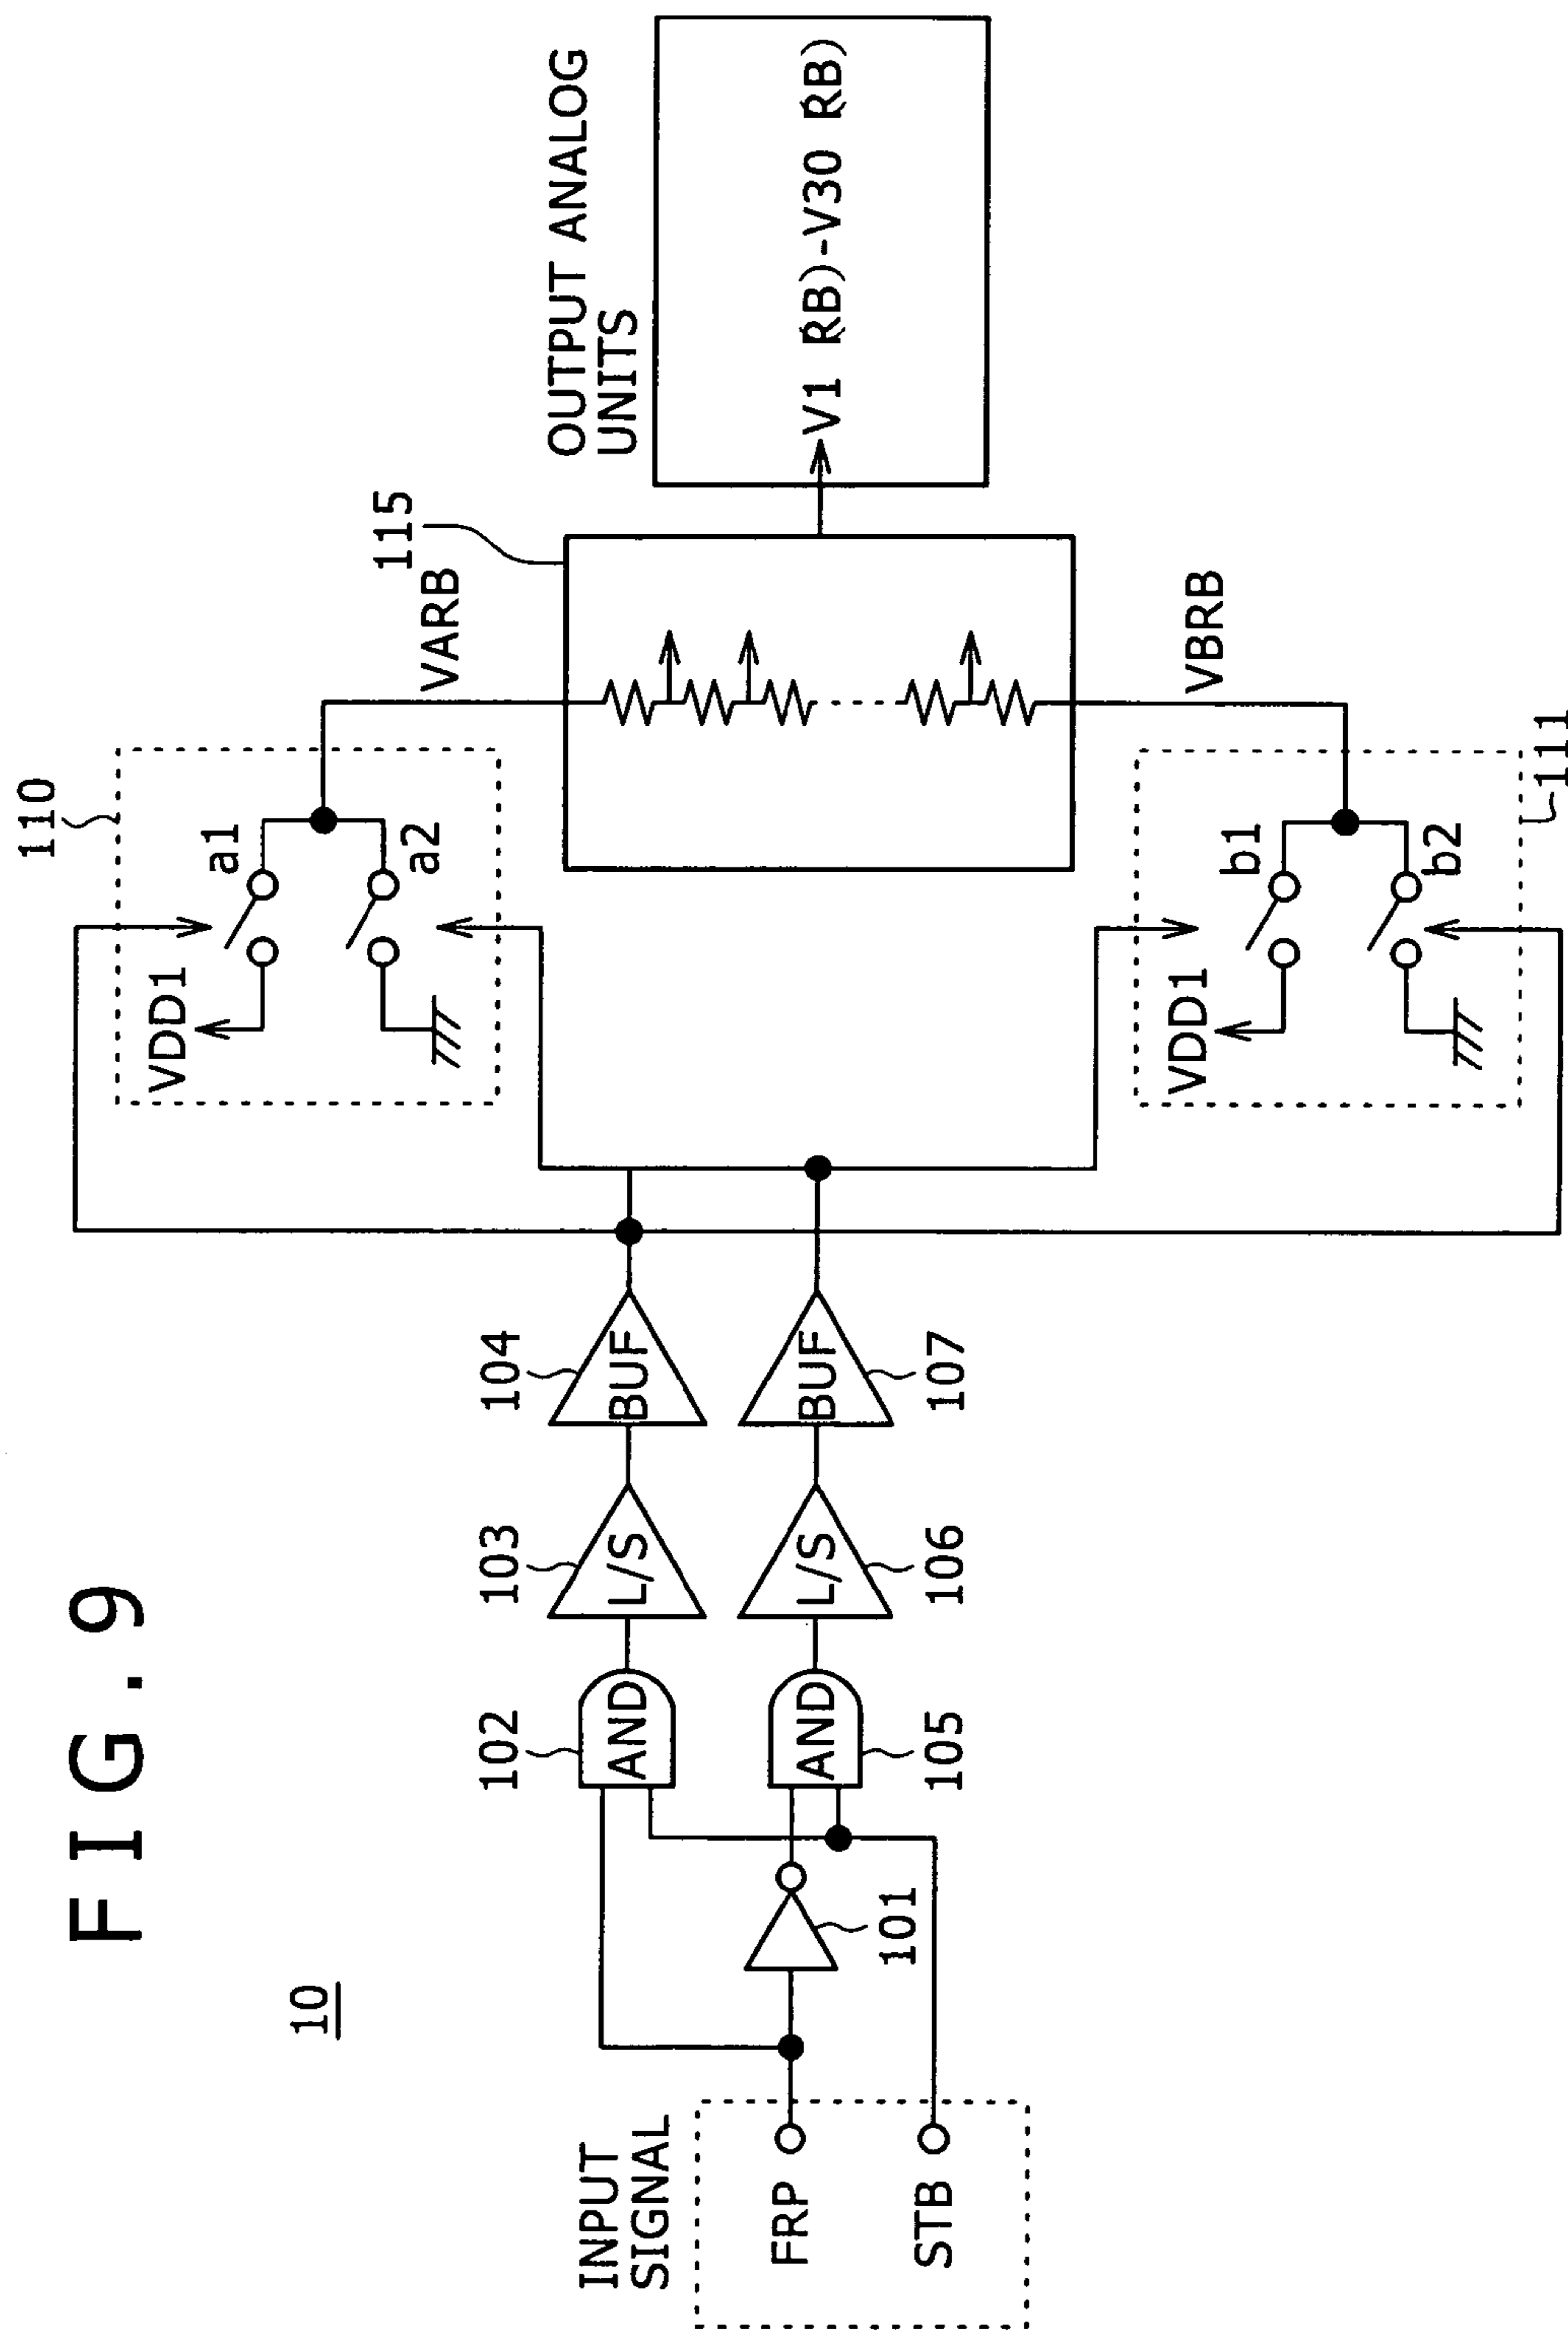 FIG.9
10
INPUT
SIGNAL
FRP
STB
101
102
AND
103
L/S
104
BUF
AND
105
L/S
106
BUF
107
110
VDD1
a1
a2
VARB
115
OUTPUT ANALOG
UNITS
V1 RB)-V30 RB)
VBRB
VDD1
b1
b2
111